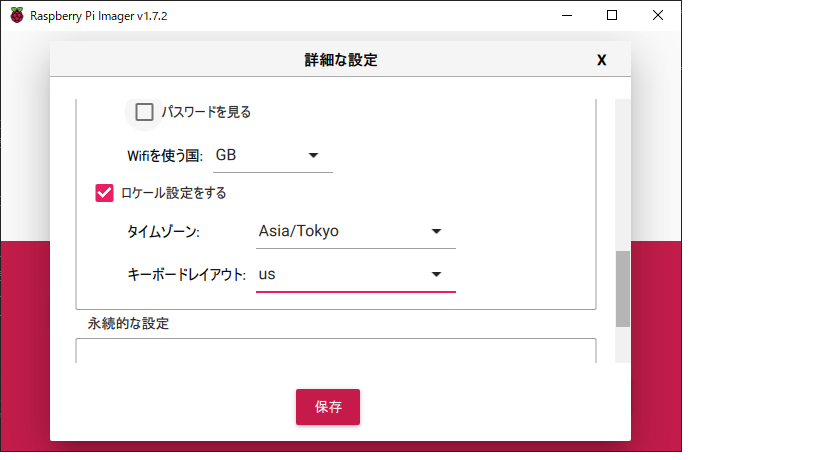 Raspberry Pi Imager v1.7.2
詳細な設定
X
パスワードを見る
Wifiを使う国: GB
ロケール設定をする
タイムゾーン: Asia/Tokyo
キーボードレイアウト: us
永続的な設定
保存